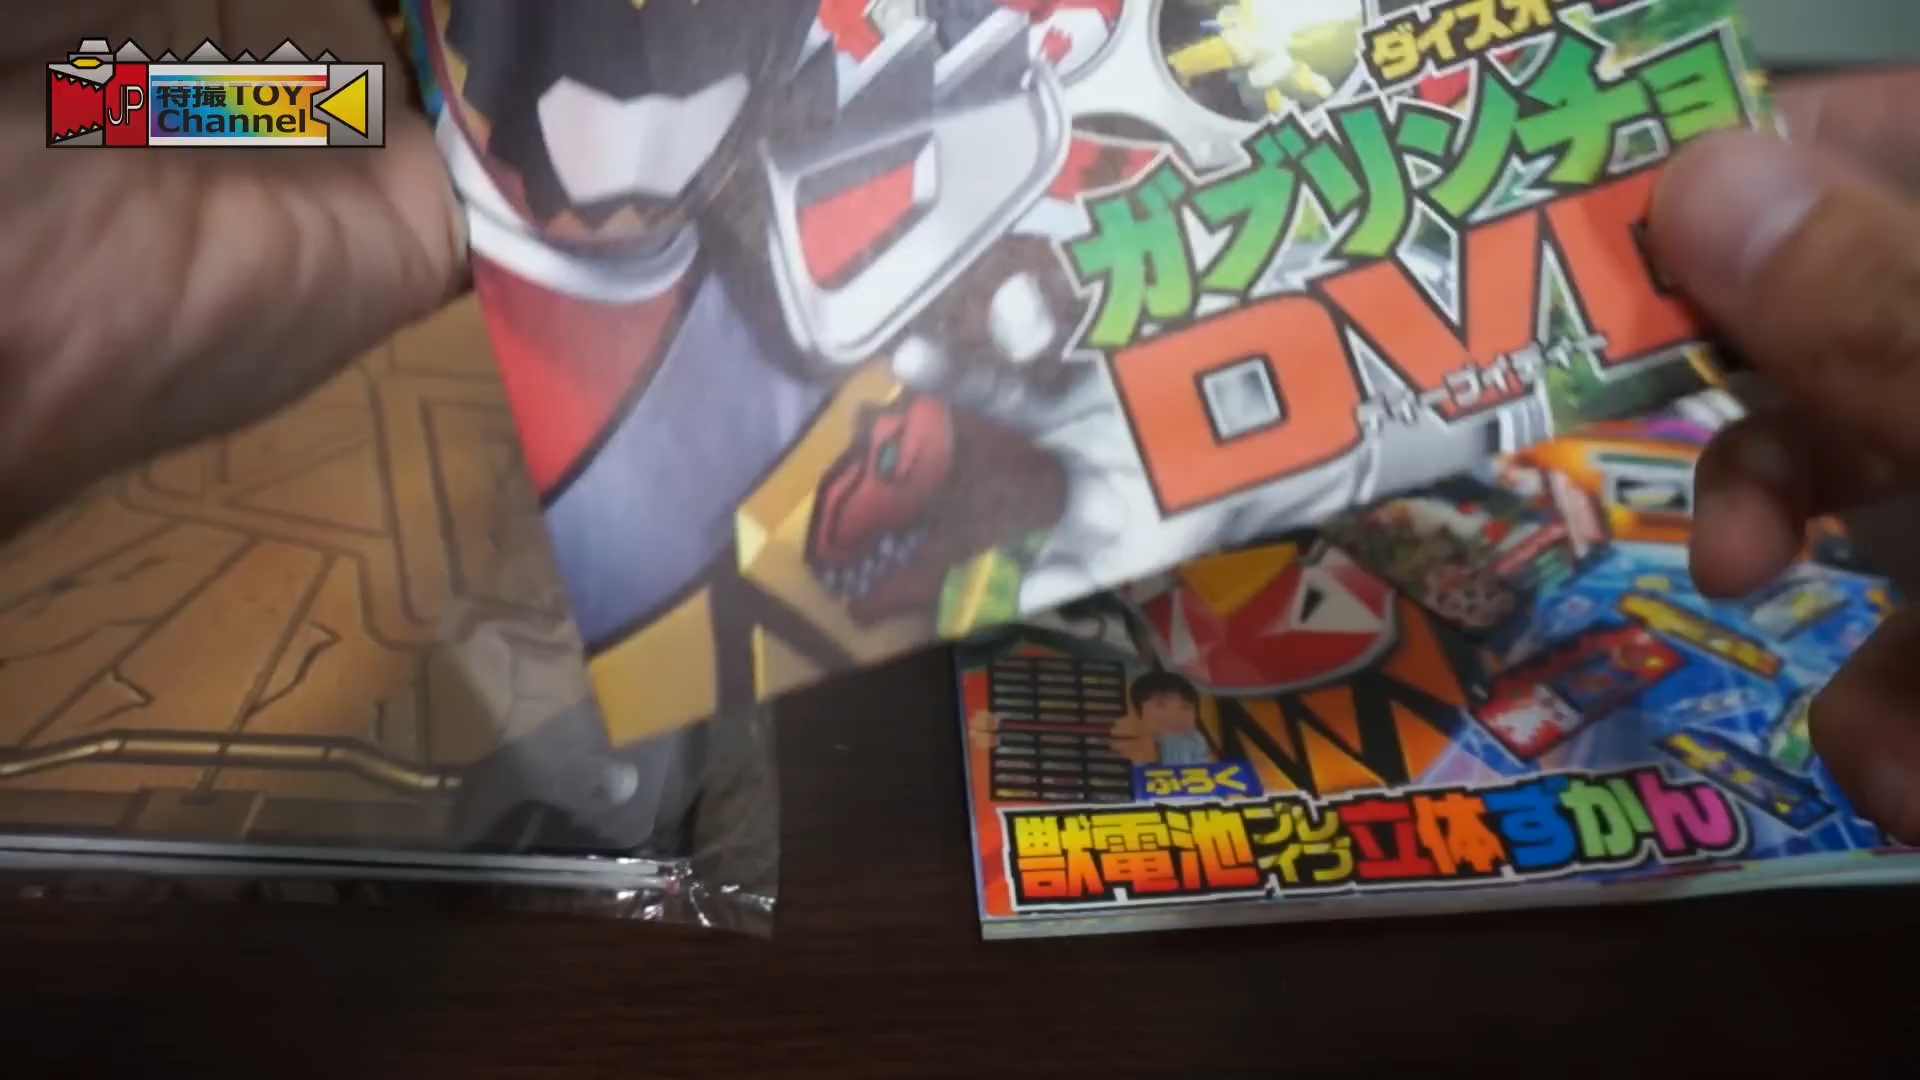 JP
特撮TOY
Channel
ダイスオー
ガブリンチョ
DVD
ディーブイディー
ふろく
獣電池ブレイブ立体ずかん